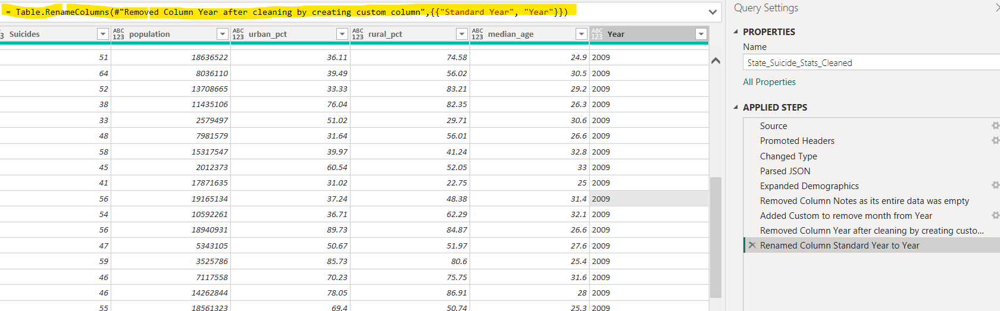 = Table.RenameColumns(#"Removed Column Year after cleaning by creating custom column",{{"Standard Year", "Year"}})
Query Settings
Suicides ABC 123 population ABC 123 urban_pct ABC 123 rural_pct ABC 123 median_age ABC 123 Year
51 18636522 36.11 74.58 24.9 2009
64 8036110 39.49 56.02 30.5 2009
52 13708665 33.33 83.21 29.2 2009
38 11435106 76.04 82.35 26.3 2009
33 2579497 51.02 29.71 30.6 2009
48 7981579 31.64 56.01 26.6 2009
58 15317547 39.97 41.24 32.8 2009
45 2012373 60.54 52.05 33 2009
41 17871635 31.02 22.75 25 2009
56 19165134 37.24 48.38 31.4 2009
54 10592261 36.71 62.29 32.1 2009
56 18940931 89.73 84.87 26.6 2009
47 5343105 50.67 51.97 27.6 2009
59 3525786 85.73 80.6 25.4 2009
46 7117558 70.23 75.75 31.6 2009
46 14262844 78.05 86.91 28 2009
55 18561323 69.4 50.74 25.3 2009
PROPERTIES
Name
State_Suicide_Stats_Cleaned
All Properties
APPLIED STEPS
Source
Promoted Headers
Changed Type
Parsed JSON
Expanded Demographics
Removed Column Notes as its entire data was empty
Added Custom to remove month from Year
Removed Column Year after cleaning by creating custo...
Renamed Column Standard Year to Year